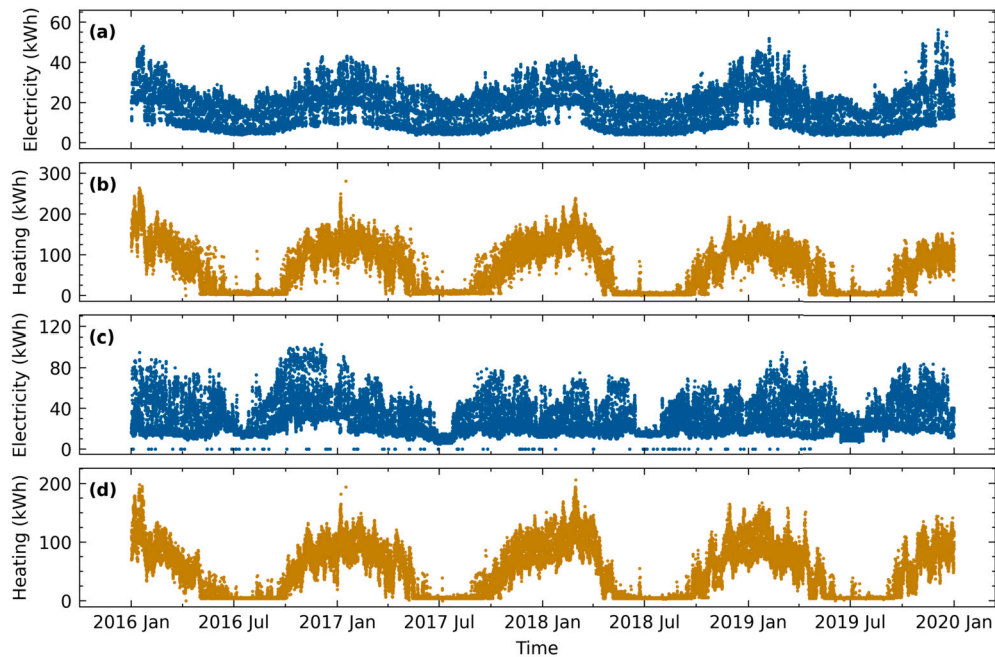 (a)
Electricity (kWh)
60
40
20
0
(b)
Heating (kWh)
300
200
100
0
(c)
Electricity (kWh)
120
80
40
0
(d)
Heating (kWh)
200
100
0
2016 Jan 2016 Jul 2017 Jan 2017 Jul 2018 Jan 2018 Jul 2019 Jan 2019 Jul 2020 Jan
Time